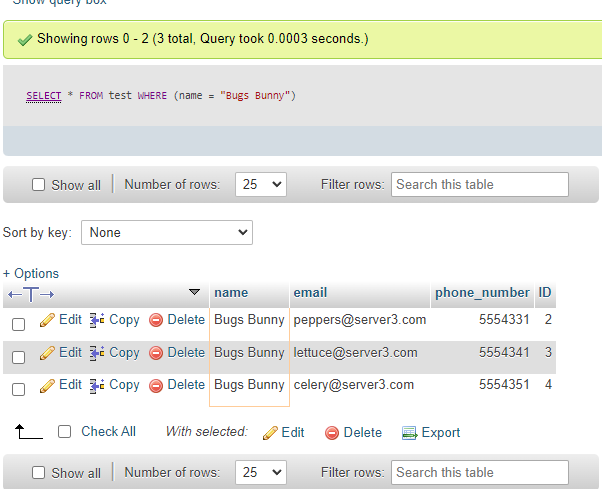 Show query box
Showing rows 0 - 2 (3 total, Query took 0.0003 seconds.)
SELECT * FROM test WHERE (name = "Bugs Bunny")
Show all Number of rows: 25 Filter rows: Search this table
Sort by key: None
+ Options
←T→ name email phone_number ID
Edit Copy Delete Bugs Bunny peppers@server3.com 5554331 2
Edit Copy Delete Bugs Bunny lettuce@server3.com 5554341 3
Edit Copy Delete Bugs Bunny celery@server3.com 5554351 4
Check All With selected: Edit Delete Export
Show all Number of rows: 25 Filter rows: Search this table